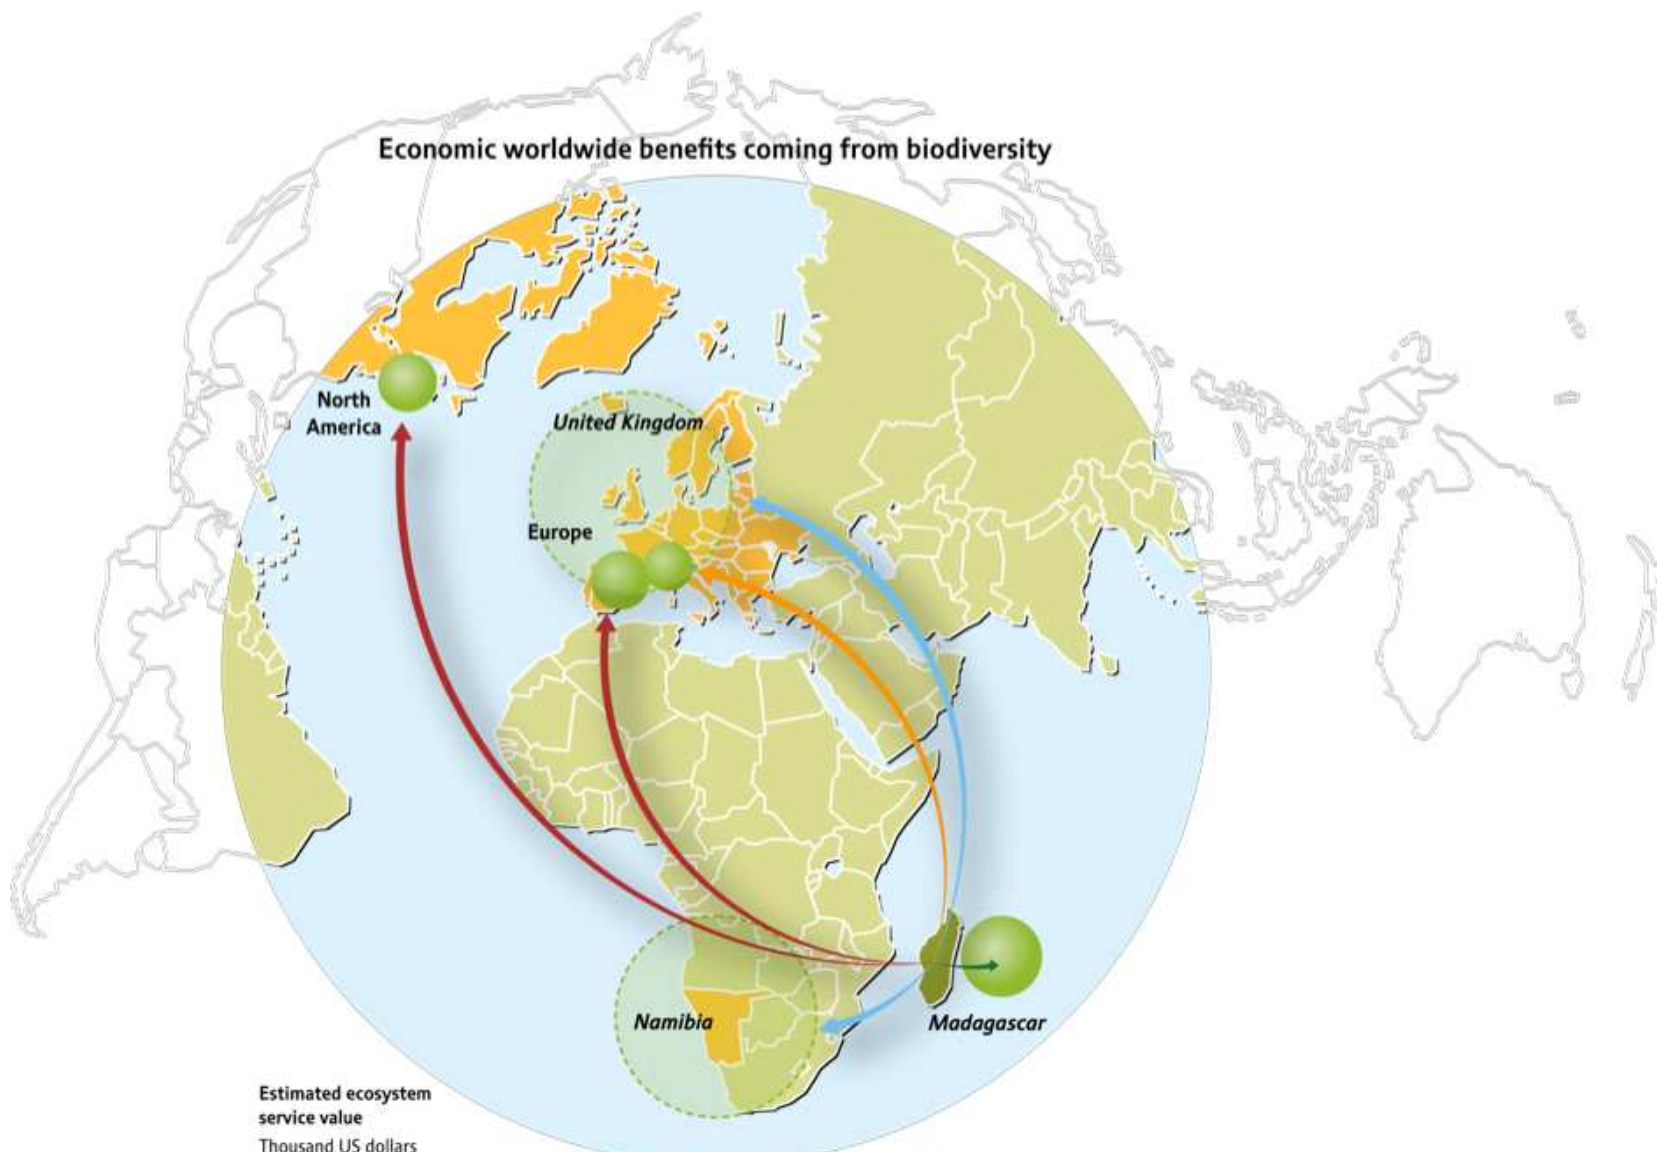 Economic worldwide benefits coming from biodiversity
North
America
United Kingdom
Europe
Namibia
Madagascar
Estimated ecosystem
service value
Thousand US dollars